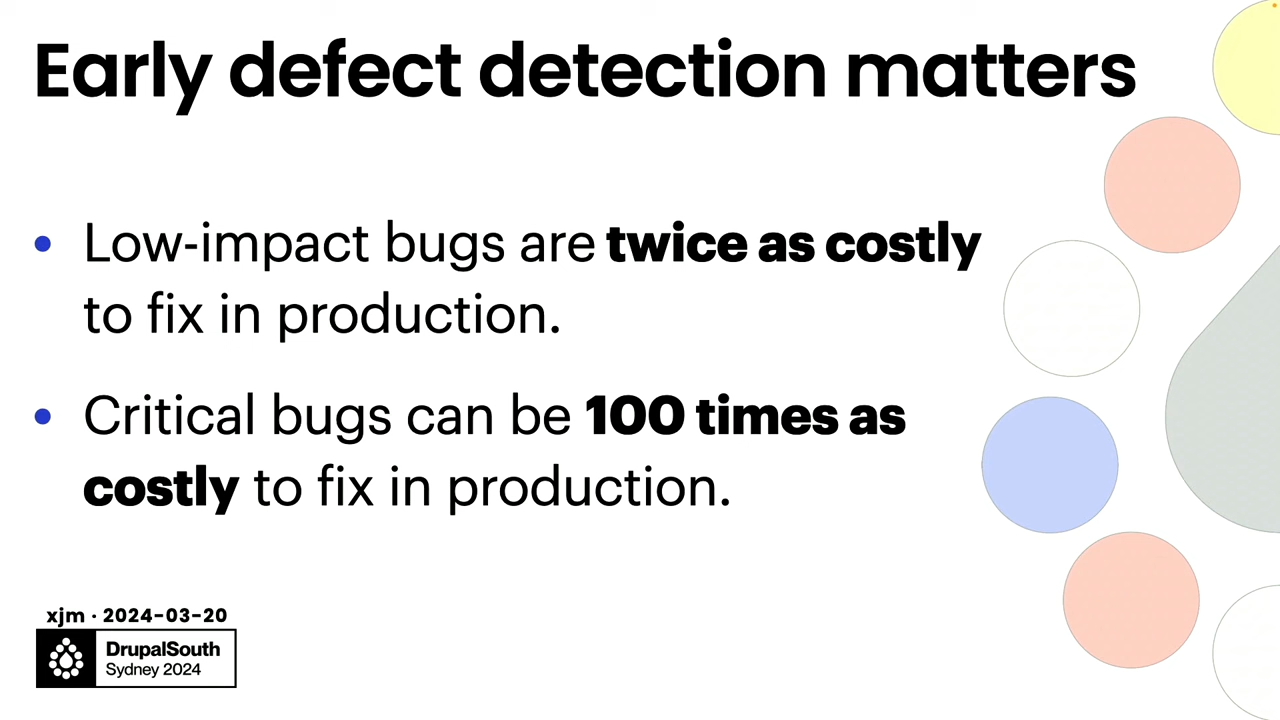 Early defect detection matters
• Low-impact bugs are twice as costly
to fix in production.
• Critical bugs can be 100 times as
costly to fix in production.
xjm · 2024-03-20
DrupalSouth
Sydney 2024